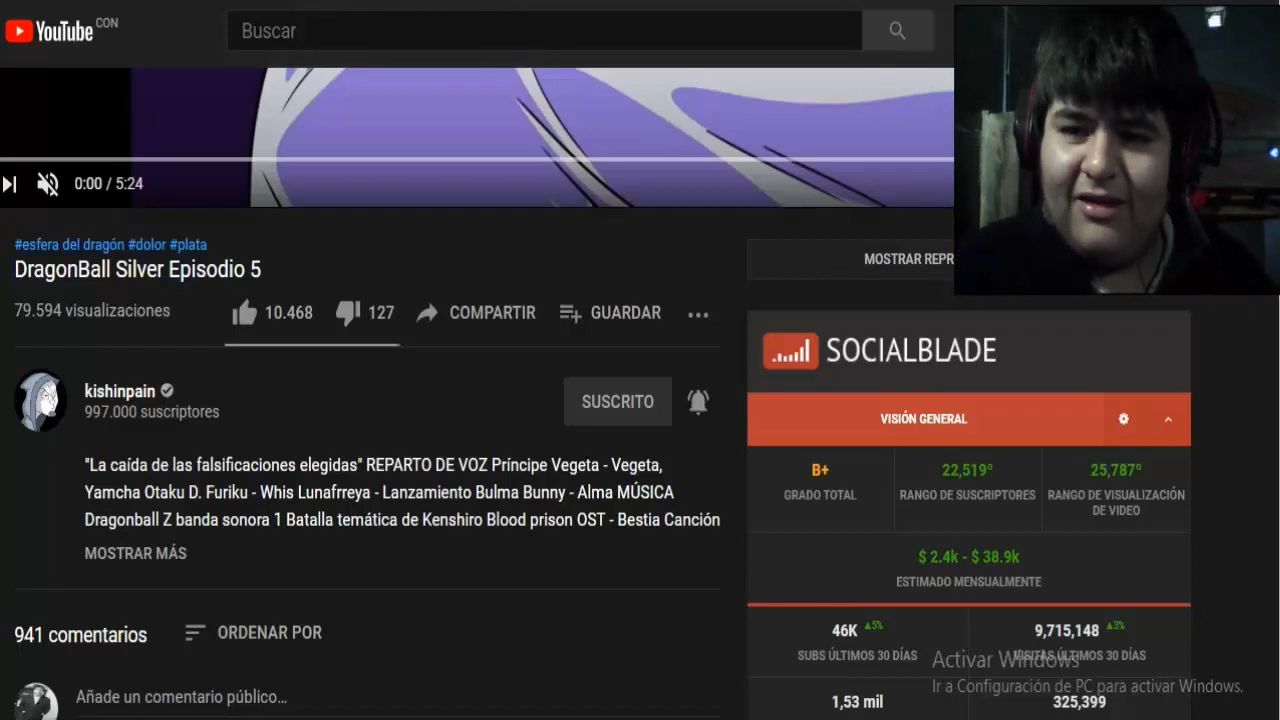 YouTube CON
Buscar
0:00 / 5:24
#esfera del dragón #dolor #plata
DragonBall Silver Episodio 5
79.594 visualizaciones
10.468
127
COMPARTIR
GUARDAR
MOSTRAR REPR
kishinpain
997.000 suscriptores
SUSCRITO
"La caída de las falsificaciones elegidas" REPARTO DE VOZ Príncipe Vegeta - Vegeta,
Yamcha Otaku D. Furiku - Whis Lunafrreya - Lanzamiento Bulma Bunny - Alma MÚSICA
Dragonball Z banda sonora 1 Batalla temática de Kenshiro Blood prison OST - Bestia Canción
MOSTRAR MÁS
941 comentarios
ORDENAR POR
Añade un comentario público...
SOCIALBLADE
VISIÓN GENERAL
B+
GRADO TOTAL
22,519º
RANGO DE SUSCRIPTORES
25,787º
RANGO DE VISUALIZACIÓN
DE VIDEO
$ 2.4k - $ 38.9k
ESTIMADO MENSUALMENTE
46K ▲5%
SUBS ÚLTIMOS 30 DÍAS
9,715,148 ▲3%
VISITAS ÚLTIMOS 30 DÍAS
1,53 mil
325,399
Activar Windows
Ir a Configuración de PC para activar Windows.